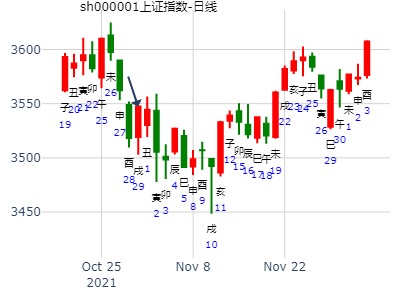 sh000001上证指数-日线
3600
3550
3500
3450
子
19
丑
20
寅
21
卯
22
午
25
未
26
申
27
酉
28
戌
29
丑
1
寅
2
卯
3
辰
4
巳
5
申
8
酉
9
戌
10
亥
11
子
12
卯
15
辰
16
巳
17
午
18
未
19
戌
22
亥
23
子
24
丑
25
寅
26
巳
29
午
30
未
1
申
2
酉
3
Oct 25
2021
Nov 8
Nov 22